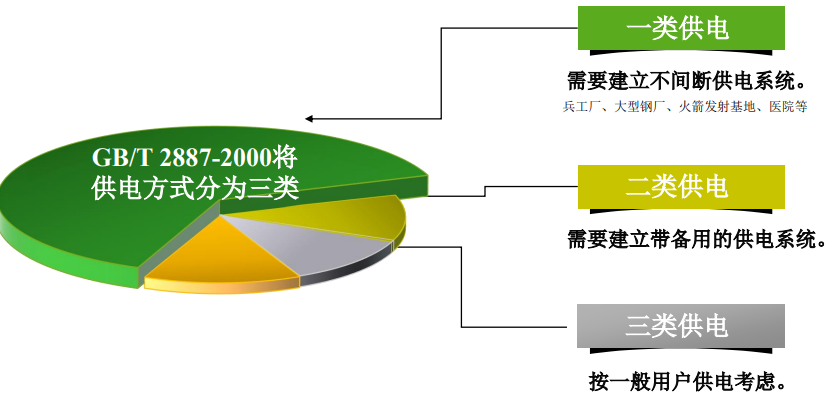 一类供电
需要建立不间断供电系统。
兵工厂、大型钢厂、火箭发射基地、医院等
GB/T 2887-2000将
供电方式分为三类
二类供电
需要建立带备用的供电系统。
三类供电
按一般用户供电考虑。